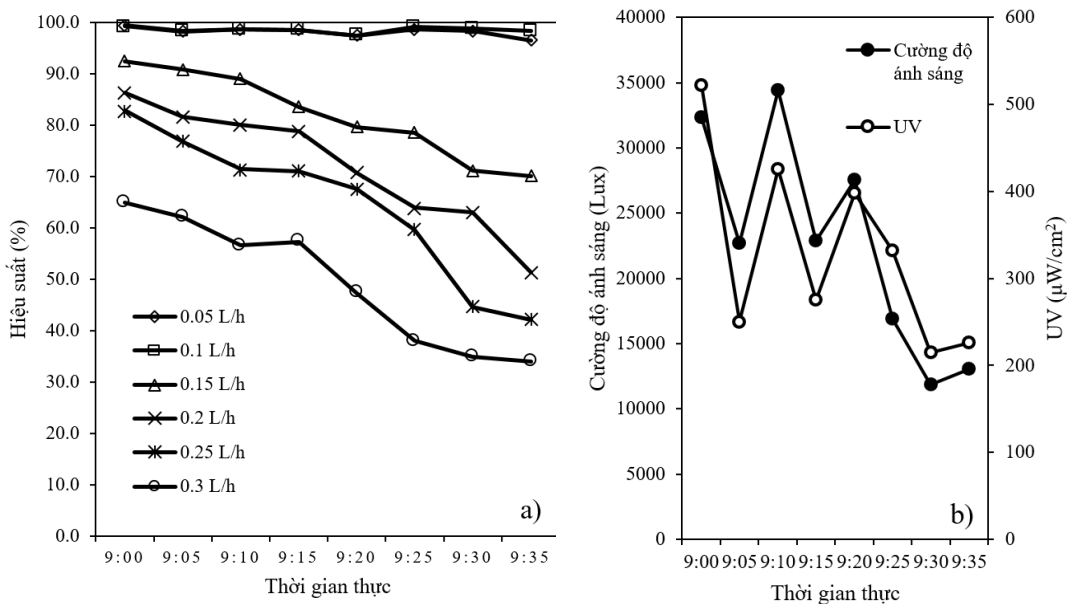 100.0
90.0
80.0
70.0
60.0
50.0
40.0
30.0
20.0
10.0
0.0
Hiệu suất (%)
0.05 L/h
0.1 L/h
0.15 L/h
0.2 L/h
0.25 L/h
0.3 L/h
a)
9:00 9:05 9:10 9:15 9:20 9:25 9:30 9:35
Thời gian thực
40000
35000
30000
25000
20000
15000
10000
5000
0
Cường độ ánh sáng (Lux)
Cường độ
ánh sáng
UV
600
500
400
300
200
100
0
UV (µW/cm²)
b)
9:00 9:05 9:10 9:15 9:20 9:25 9:30 9:35
Thời gian thực